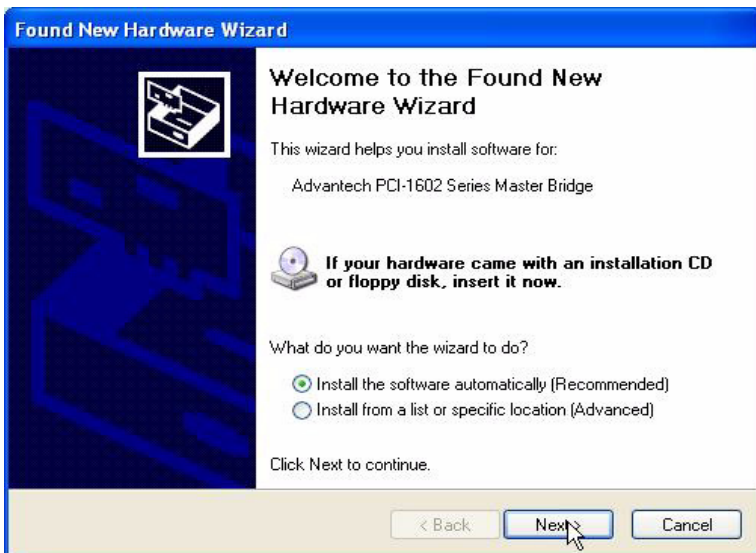 Found New Hardware Wizard
Welcome to the Found New
Hardware Wizard
This wizard helps you install software for:
Advantech PCI-1602 Series Master Bridge
If your hardware came with an installation CD
or floppy disk, insert it now.
What do you want the wizard to do?
Install the software automatically (Recommended)
Install from a list or specific location (Advanced)
Click Next to continue.
< Back Next > Cancel